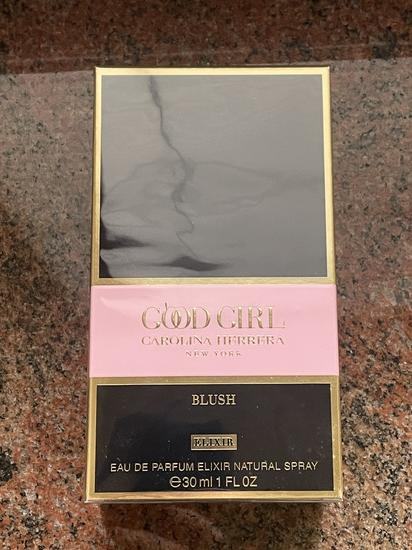 GOOD GIRL
CAROLINA HERRERA
NEW YORK
BLUSH
ELIXIR
EAU DE PARFUM ELIXIR NATURAL SPRAY
℮30 ml 1 FL OZ